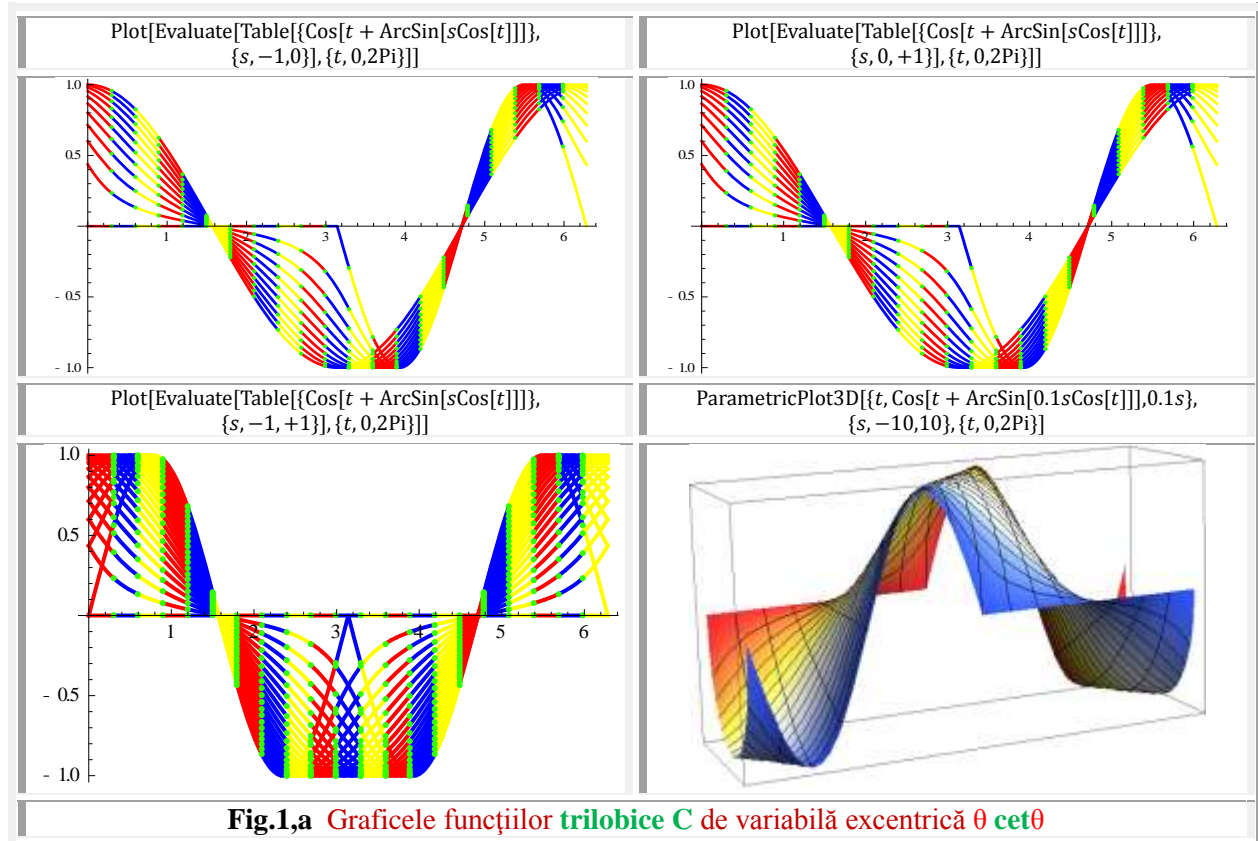 Plot[Evaluate[Table[{Cos[t + ArcSin[sCos[t]]]},
{s, −1,0}],{t, 0,2Pi}]]
Plot[Evaluate[Table[{Cos[t + ArcSin[sCos[t]]]},
{s, 0, +1}],{t, 0,2Pi}]]
1.0
0.5
1 2 3 4 5 6
- 0.5
- 1.0
1.0
0.5
1 2 3 4 5 6
- 0.5
- 1.0
Plot[Evaluate[Table[{Cos[t + ArcSin[sCos[t]]]},
{s, −1, +1}],{t, 0,2Pi}]]
ParametricPlot3D[{t, Cos[t + ArcSin[0.1sCos[t]]],0.1s},
{s, −10,10},{t, 0,2Pi}]
1.0
0.5
1 2 3 4 5 6
- 0.5
- 1.0
Fig.1,a Graficele funcţiilor trilobice C de variabilă excentrică θ cetθ